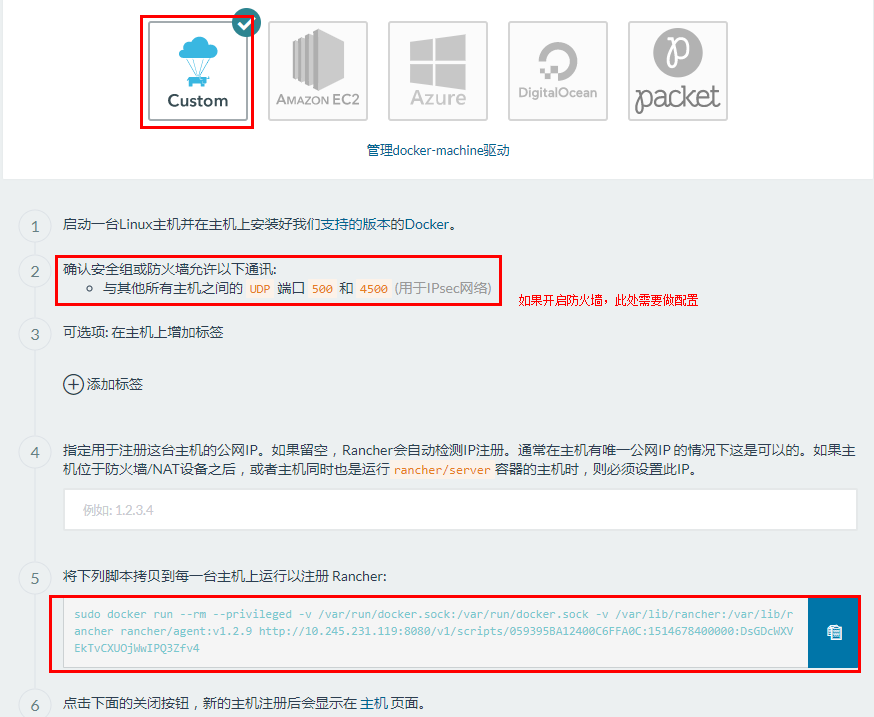 Custom
AMAZON EC2
Azure
DigitalOcean
packet
管理docker-machine驱动
1
启动一台Linux主机并在主机上安装好我们支持的版本的Docker。
2
确认安全组或防火墙允许以下通讯:
与其他所有主机之间的 UDP 端口 500 和 4500 (用于IPsec网络)
如果开启防火墙，此处需要做配置
3
可选项: 在主机上增加标签
添加标签
4
指定用于注册这台主机的公网IP。如果留空，Rancher会自动检测IP注册。通常在主机有唯一公网IP 的情况下这是可以的。如果主
机位于防火墙/NAT设备之后，或者主机同时也是运行 rancher/server 容器的主机时，则必须设置此IP。
例如: 1.2.3.4
5
将下列脚本拷贝到每一台主机上运行以注册 Rancher:
sudo docker run --rm --privileged -v /var/run/docker.sock:/var/run/docker.sock -v /var/lib/rancher:/var/lib/r
ancher rancher/agent:v1.2.9 http://10.245.231.119:8080/v1/scripts/059395BA12400C6FFA0C:1514678400000:DsGDcWXV
EkTvCXUOjWwIPQ3Zfv4
6
点击下面的关闭按钮，新的主机注册后会显示在 主机 页面。